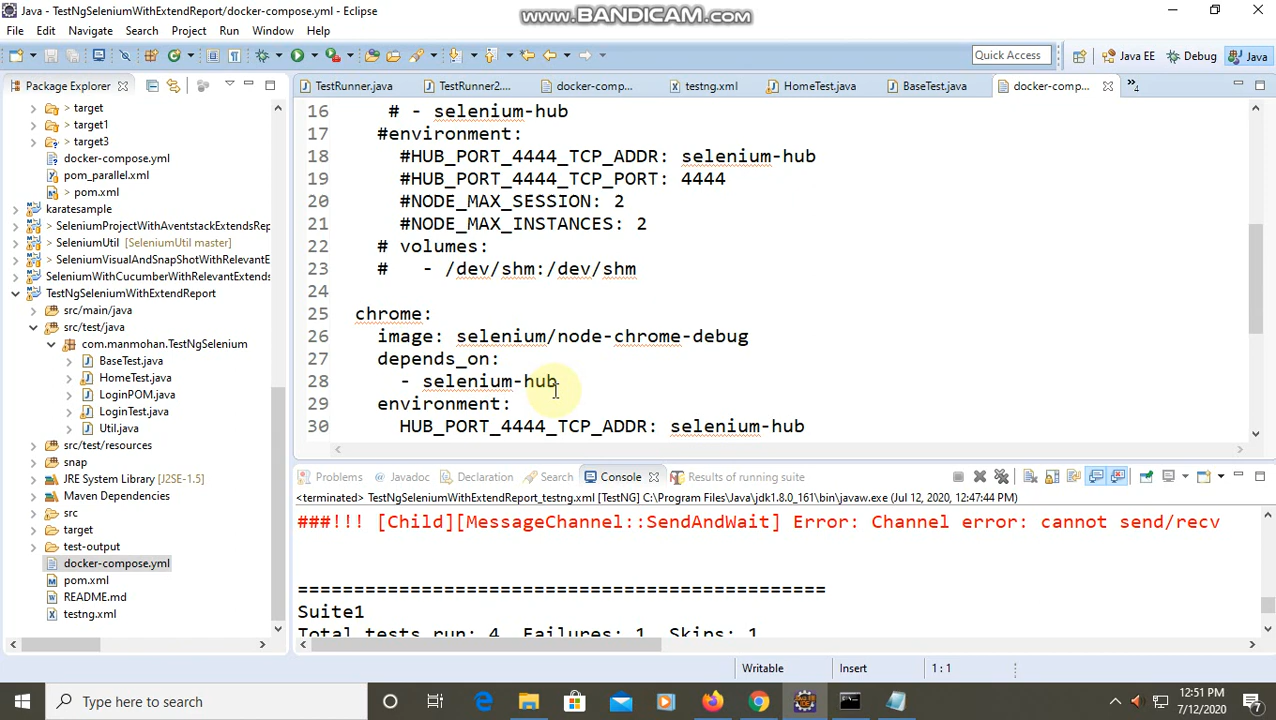 Java - TestNgSeleniumWithExtendReport/docker-compose.yml - Eclipse
www.BANDICAM.com
File Edit Navigate Search Project Run Window Help
Quick Access
Java EE
Debug
Java
Package Explorer
TestRunner.java
TestRunner2....
docker-comp...
testng.xml
HomeTest.java
BaseTest.java
docker-comp...
> target
> target1
> target3
docker-compose.yml
pom_parallel.xml
> pom.xml
karatesample
> SeleniumProjectWithAventstackExtendsRep
> SeleniumUtil [SeleniumUtil master]
> SeleniumVisualAndSnapShotWithRelevantE
SeleniumWithCucumberWithRelevantExtends
TestNgSeleniumWithExtendReport
src/main/java
src/test/java
com.manmohan.TestNgSelenium
BaseTest.java
HomeTest.java
LoginPOM.java
LoginTest.java
Util.java
src/test/resources
snap
JRE System Library [J2SE-1.5]
Maven Dependencies
src
target
test-output
docker-compose.yml
pom.xml
README.md
testng.xml
16 # - selenium-hub
17 #environment:
18 #HUB_PORT_4444_TCP_ADDR: selenium-hub
19 #HUB_PORT_4444_TCP_PORT: 4444
20 #NODE_MAX_SESSION: 2
21 #NODE_MAX_INSTANCES: 2
22 # volumes:
23 # - /dev/shm:/dev/shm
24
25 chrome:
26 image: selenium/node-chrome-debug
27 depends_on:
28 - selenium-hub
29 environment:
30 HUB_PORT_4444_TCP_ADDR: selenium-hub
Problems
Javadoc
Declaration
Search
Console
Results of running suite
<terminated> TestNgSeleniumWithExtendReport_testng.xml [TestNG] C:\Program Files\Java\jdk1.8.0_161\bin\javaw.exe (Jul 12, 2020, 12:47:44 PM)
###!!! [Child][MessageChannel::SendAndWait] Error: Channel error: cannot send/recv
===============================================
Suite1
Total tests run: 4, Failures: 1, Skips: 1
Writable
Insert
1 : 1
Type here to search
12:51 PM
7/12/2020
7